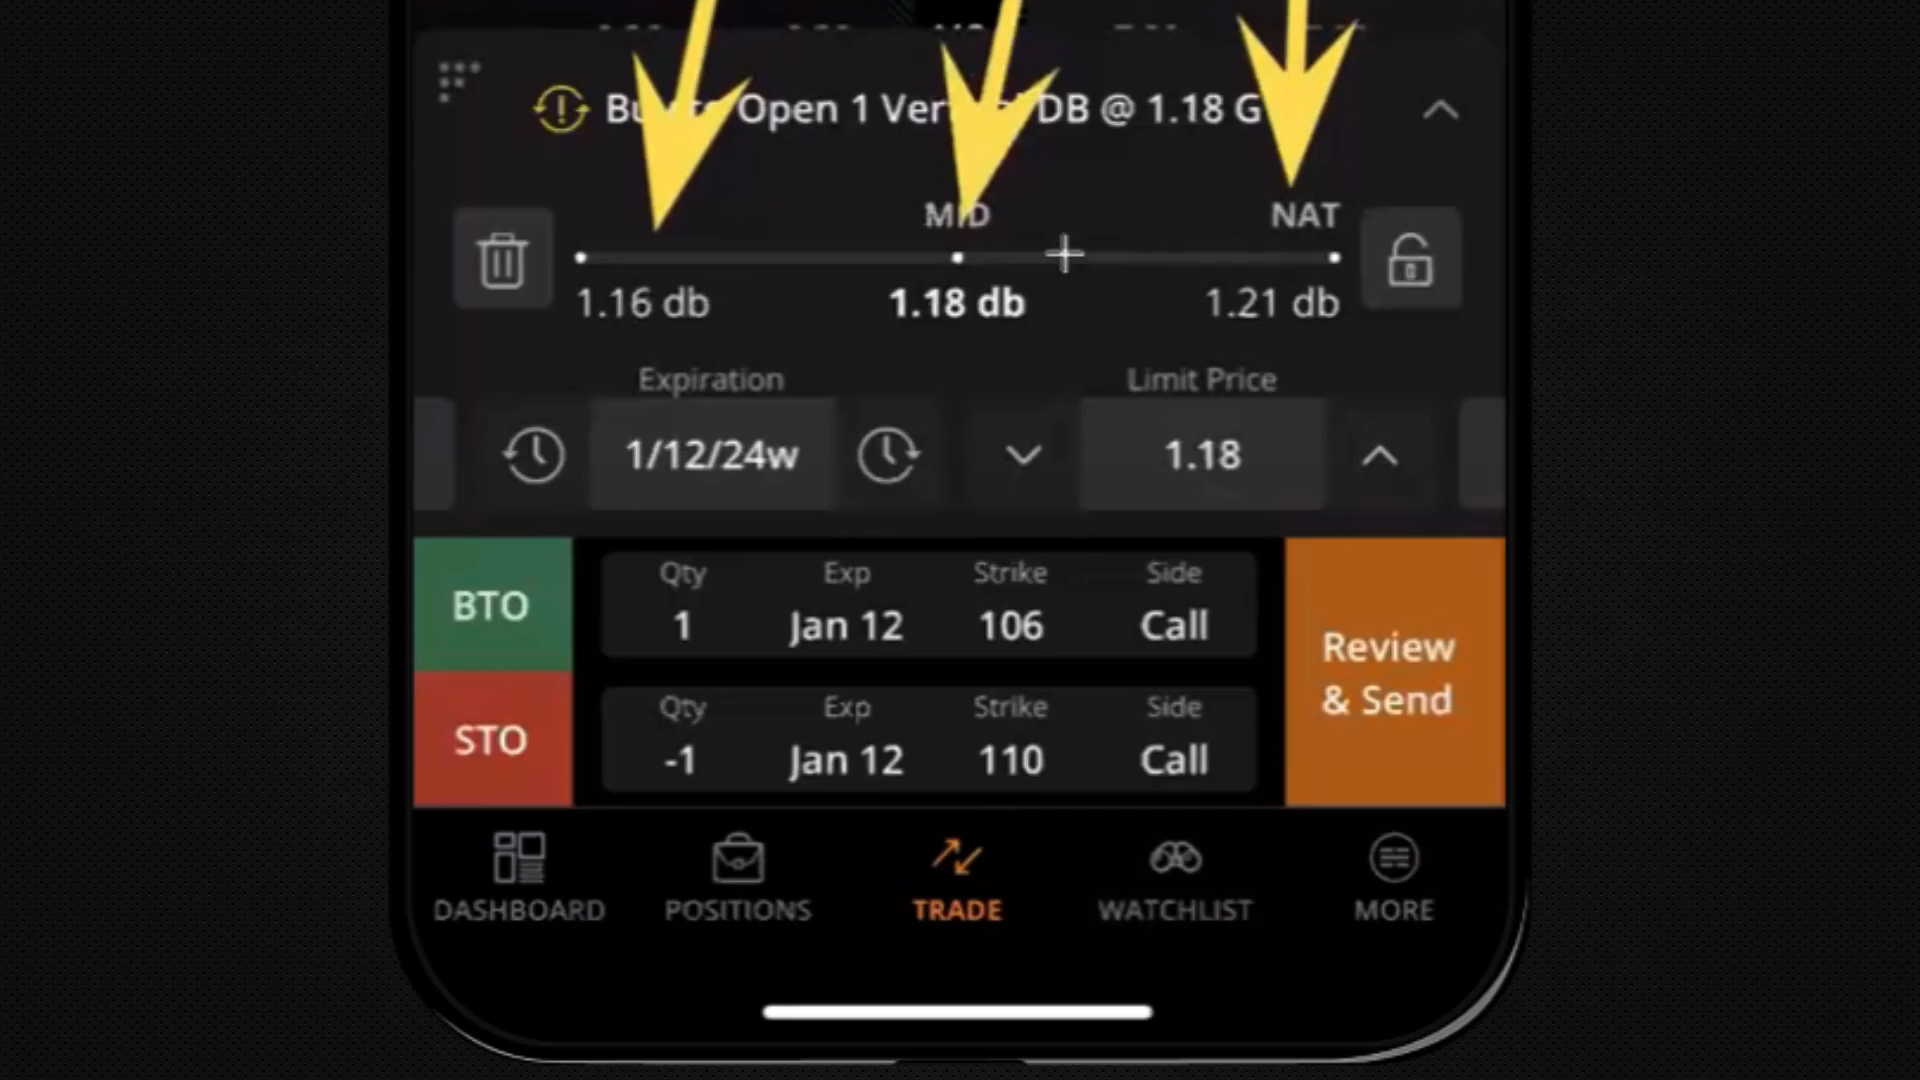 Open 1 DB @ 1.18 G
MID NAT
1.16 db 1.18 db 1.21 db
Expiration Limit Price
1/12/24w 1.18
BTO Qty Exp Strike Side
1 Jan 12 106 Call
Review
& Send
STO Qty Exp Strike Side
-1 Jan 12 110 Call
DASHBOARD POSITIONS TRADE WATCHLIST MORE